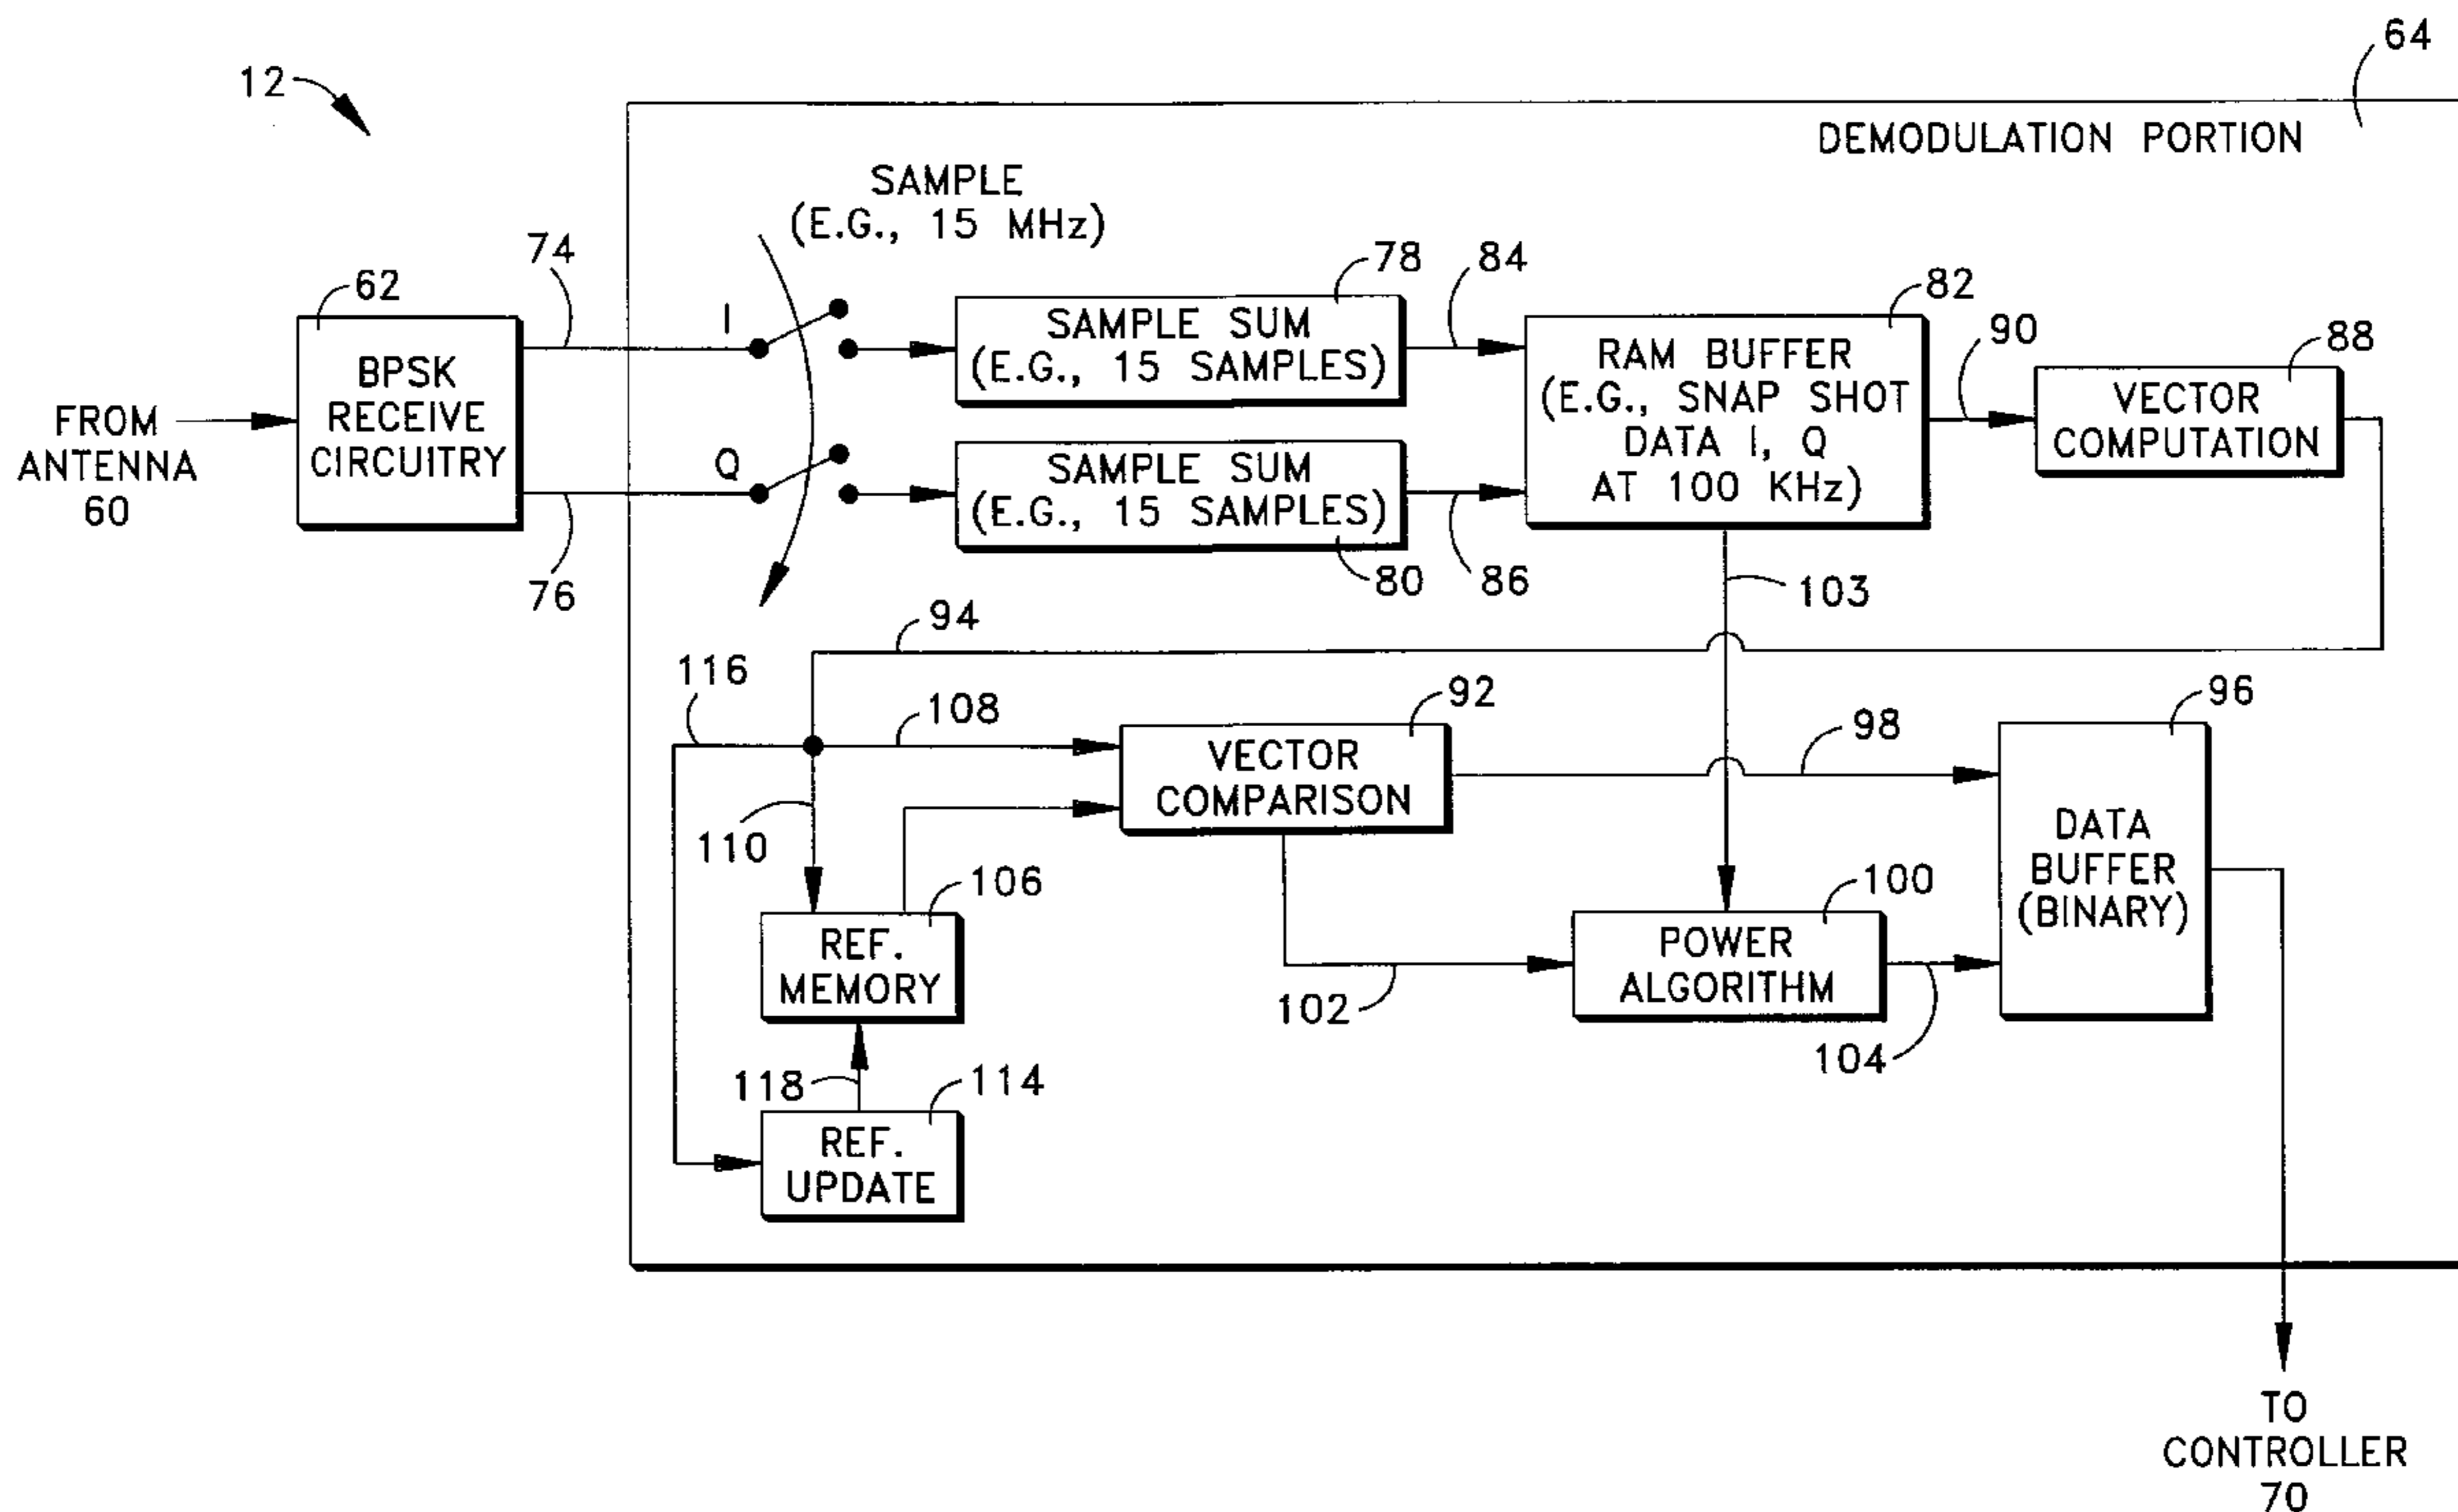 12
64
DEMODULATION PORTION
SAMPLE
(E.G., 15 MHz)
74
62
I
78
84
82
90
88
BPSK
RECEIVE
CIRCUITRY
SAMPLE SUM
(E.G., 15 SAMPLES)
RAM BUFFER
(E.G., SNAP SHOT
DATA I, Q
AT 100 KHz)
VECTOR
COMPUTATION
FROM
ANTENNA
60
Q
SAMPLE SUM
(E.G., 15 SAMPLES)
76
80
86
103
94
116
108
92
98
96
VECTOR
COMPARISON
110
106
100
DATA
BUFFER
(BINARY)
REF.
MEMORY
POWER
ALGORITHM
102
104
118
114
REF.
UPDATE
TO
CONTROLLER
70